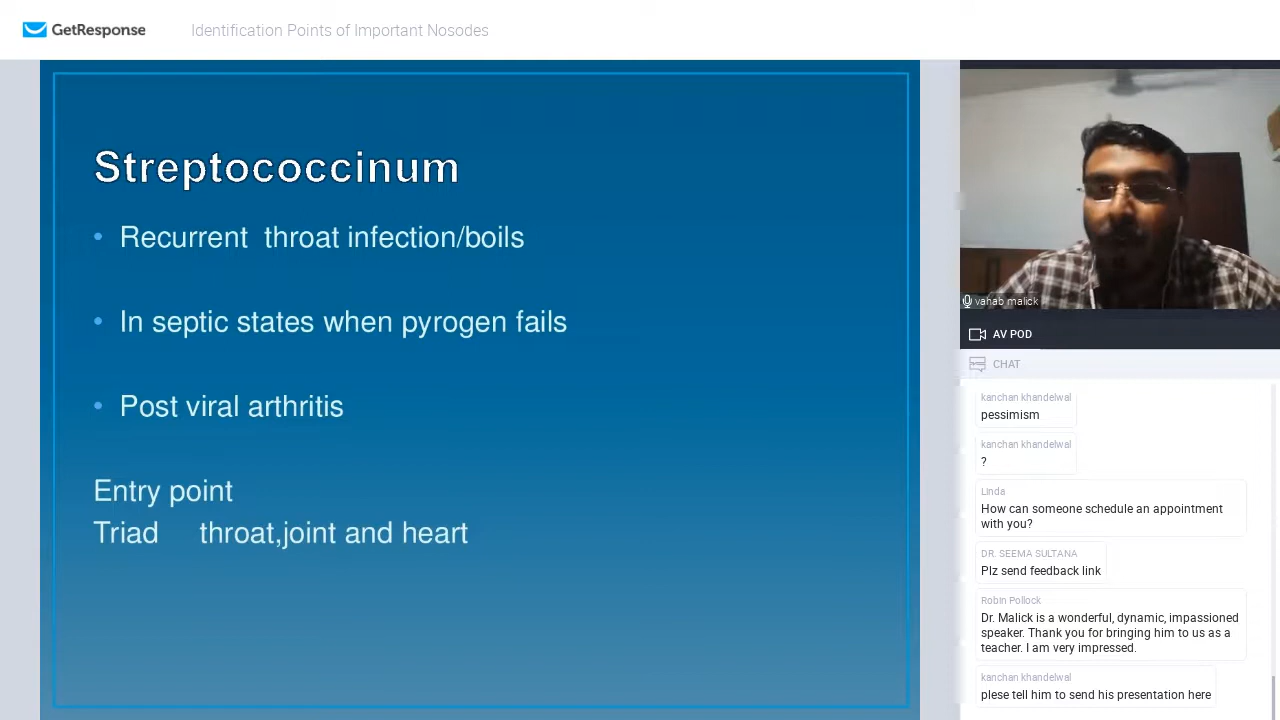 GetResponse
Identification Points of Important Nosodes
Streptococcinum
• Recurrent throat infection/boils
• In septic states when pyrogen fails
• Post viral arthritis
Entry point
Triad throat,joint and heart
vahab malick
AV POD
CHAT
kanchan khandelwal
pessimism
kanchan khandelwal
?
Linda
How can someone schedule an appointment
with you?
DR. SEEMA SULTANA
Plz send feedback link
Robin Pollock
Dr. Malick is a wonderful, dynamic, impassioned
speaker. Thank you for bringing him to us as a
teacher. I am very impressed.
kanchan khandelwal
plese tell him to send his presentation here